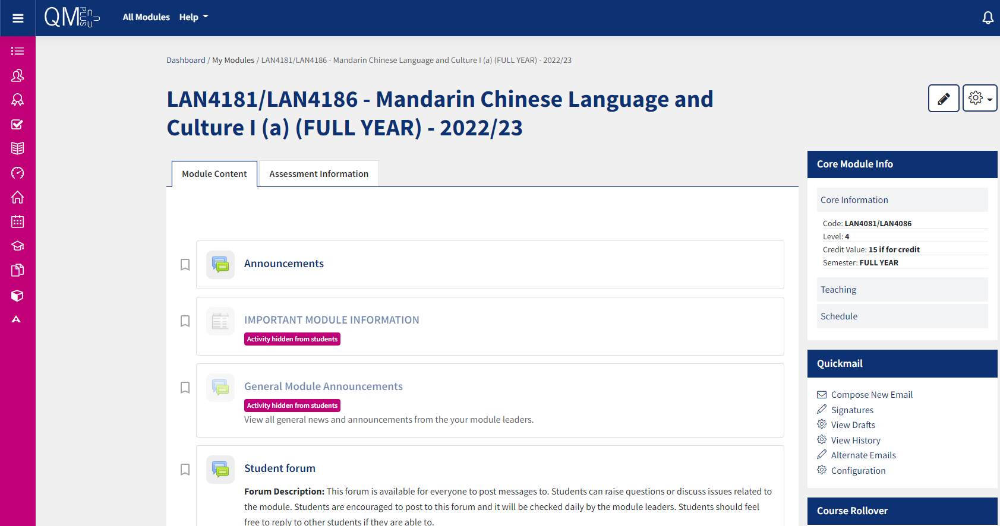 QM PLUS CU
All Modules Help
Dashboard / My Modules / LAN4181/LAN4186 - Mandarin Chinese Language and Culture I (a) (FULL YEAR) - 2022/23
LAN4181/LAN4186 - Mandarin Chinese Language and
Culture I (a) (FULL YEAR) - 2022/23
Module Content
Assessment Information
Announcements
IMPORTANT MODULE INFORMATION
Activity hidden from students
General Module Announcements
Activity hidden from students
View all general news and announcements from the your module leaders.
Student forum
Forum Description: This forum is available for everyone to post messages to. Students can raise questions or discuss issues related to
the module. Students are encouraged to post to this forum and it will be checked daily by the module leaders. Students should feel
free to reply to other students if they are able to.
Core Module Info
Core Information
Code: LAN4081/LAN4086
Level: 4
Credit Value: 15 if for credit
Semester: FULL YEAR
Teaching
Schedule
Quickmail
Compose New Email
Signatures
View Drafts
View History
Alternate Emails
Configuration
Course Rollover